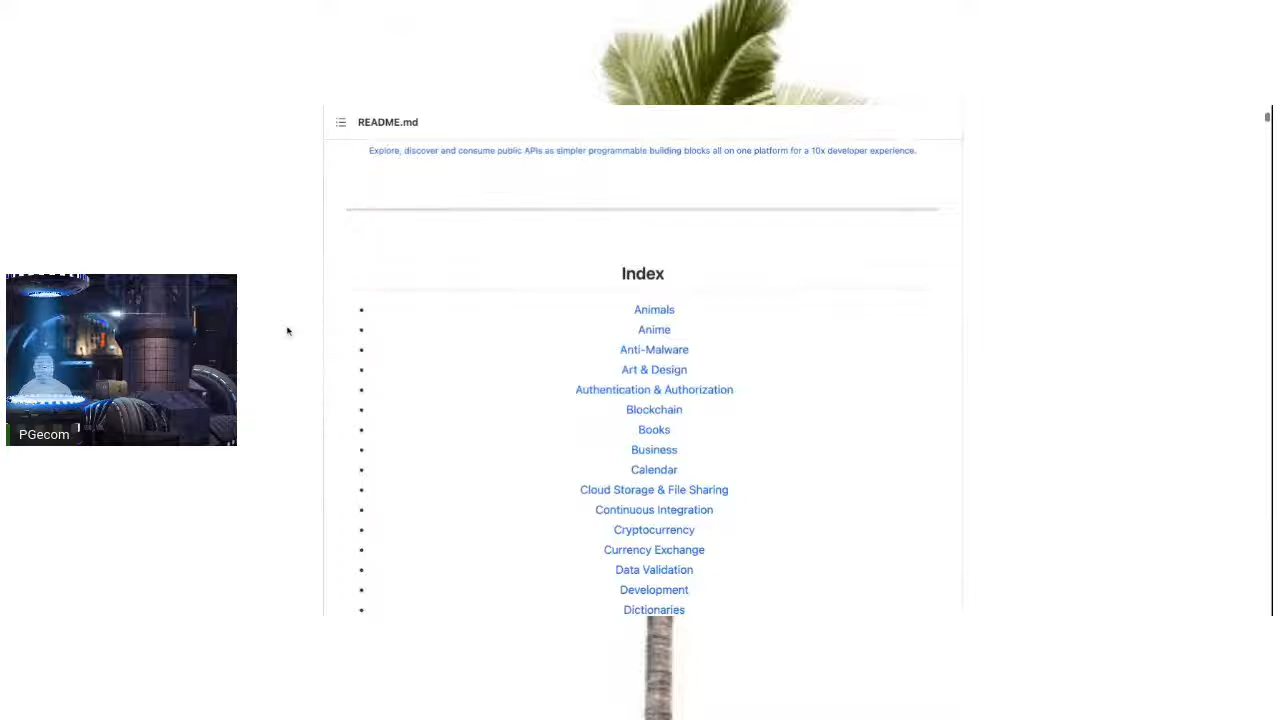 README.md
Explore, discover and consume public APIs as simpler programmable building blocks all on one platform for a 10x developer experience.
Index
Animals
Anime
Anti-Malware
Art & Design
Authentication & Authorization
Blockchain
Books
Business
Calendar
Cloud Storage & File Sharing
Continuous Integration
Cryptocurrency
Currency Exchange
Data Validation
Development
Dictionaries
PGecom